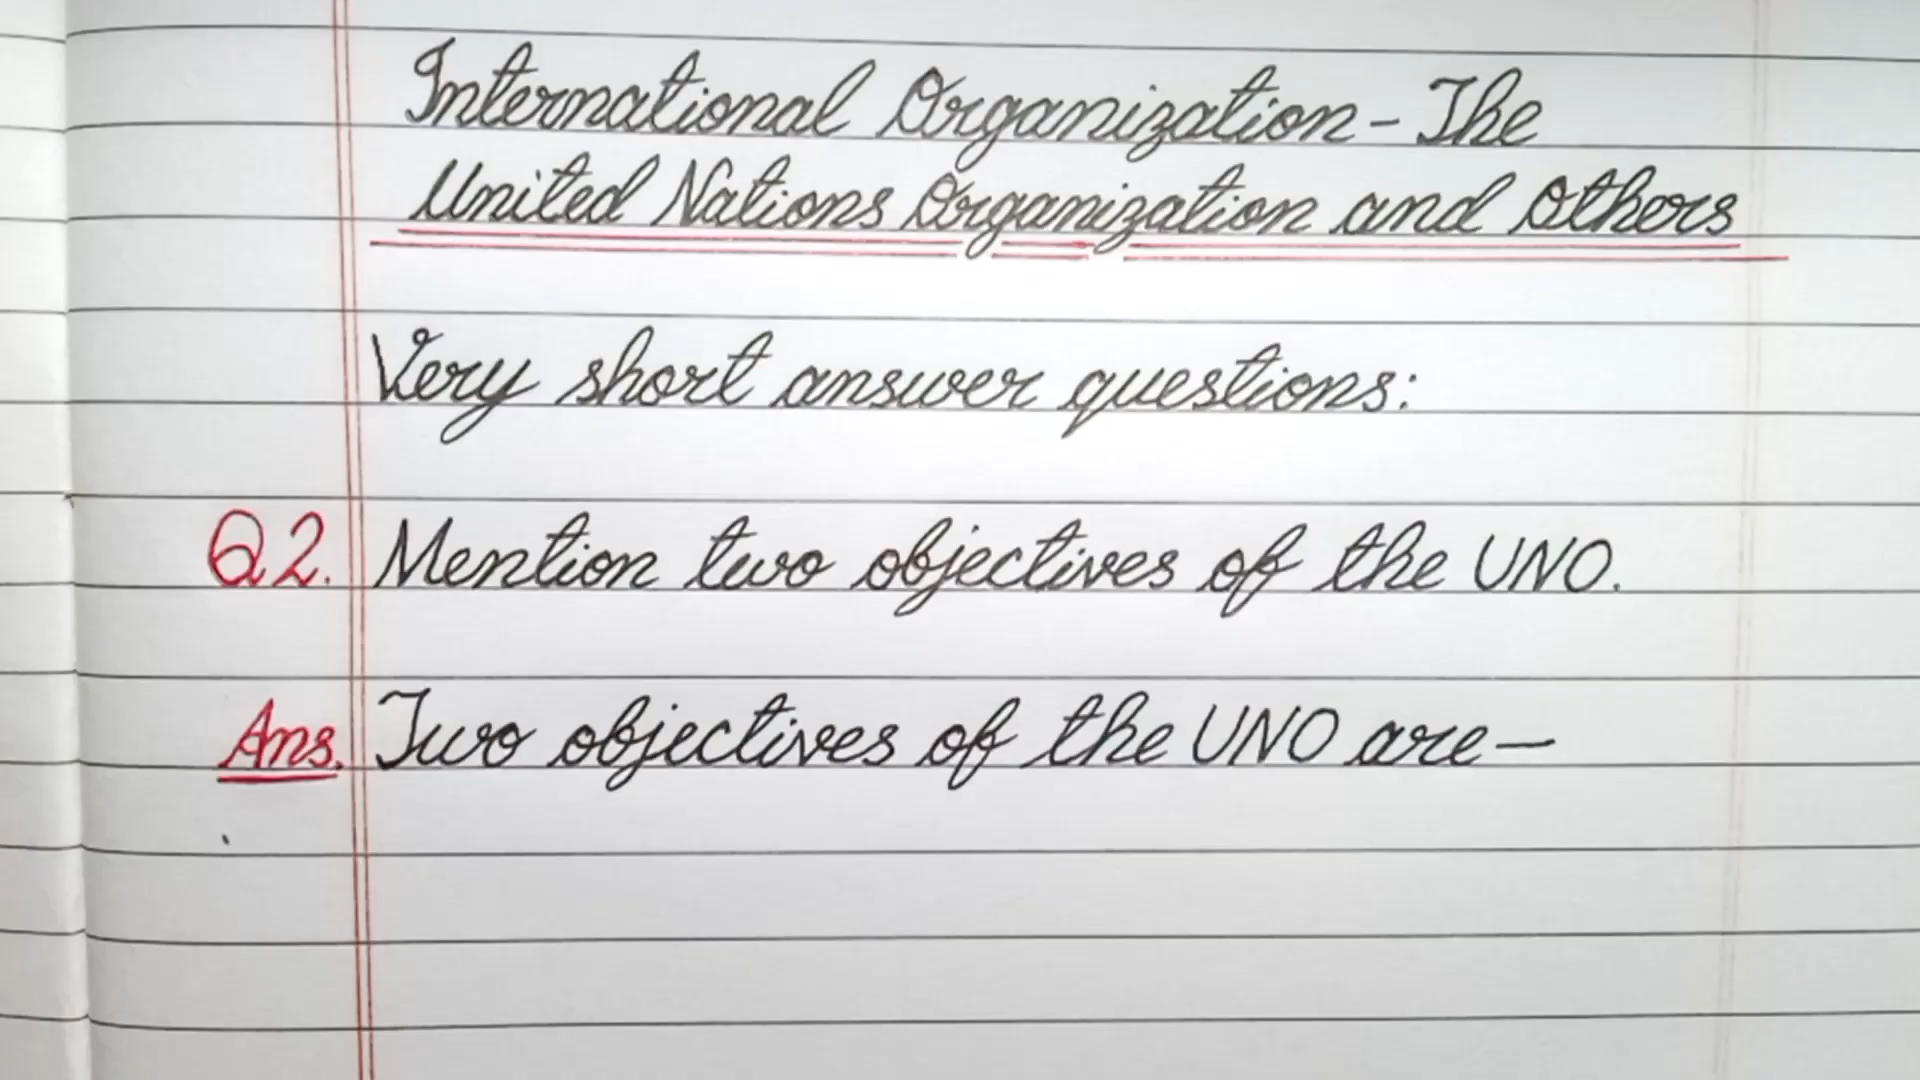 International Organization - The
United Nations Organization and Others
Very short answer questions:
Q2. Mention two objectives of the UNO.
Ans. Two objectives of the UNO are—